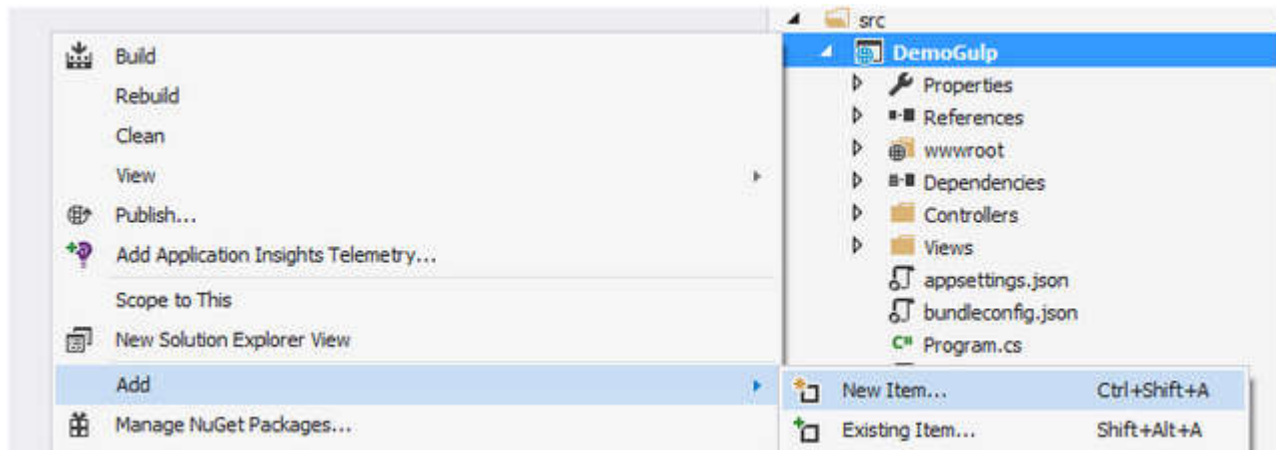 src
DemoGulp
Properties
References
wwwroot
Dependencies
Controllers
Views
appsettings.json
bundleconfig.json
C# Program.cs
Build
Rebuild
Clean
View
Publish...
Add Application Insights Telemetry...
Scope to This
New Solution Explorer View
Add
Manage NuGet Packages...
New Item... Ctrl+Shift+A
Existing Item... Shift+Alt+A